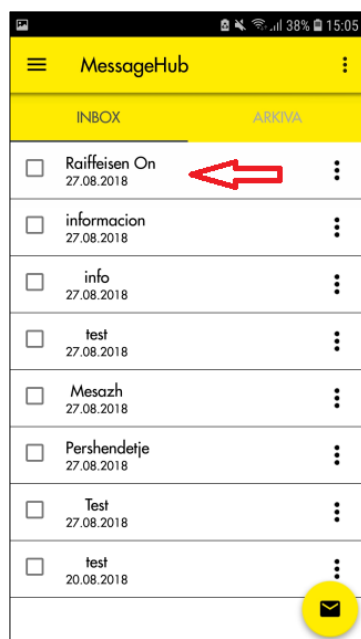 38% 15:05
MessageHub
INBOX ARKIVA
Raiffeisen On
27.08.2018
informacion
27.08.2018
info
27.08.2018
test
27.08.2018
Mesazh
27.08.2018
Pershendetje
27.08.2018
Test
27.08.2018
test
20.08.2018